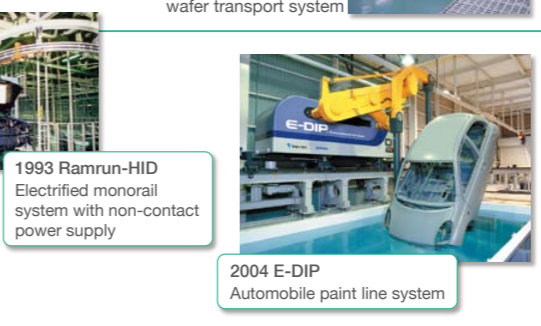 wafer transport system
E-DIP
1993 Ramrun-HID
Electrified monorail
system with non-contact
power supply
2004 E-DIP
Automobile paint line system